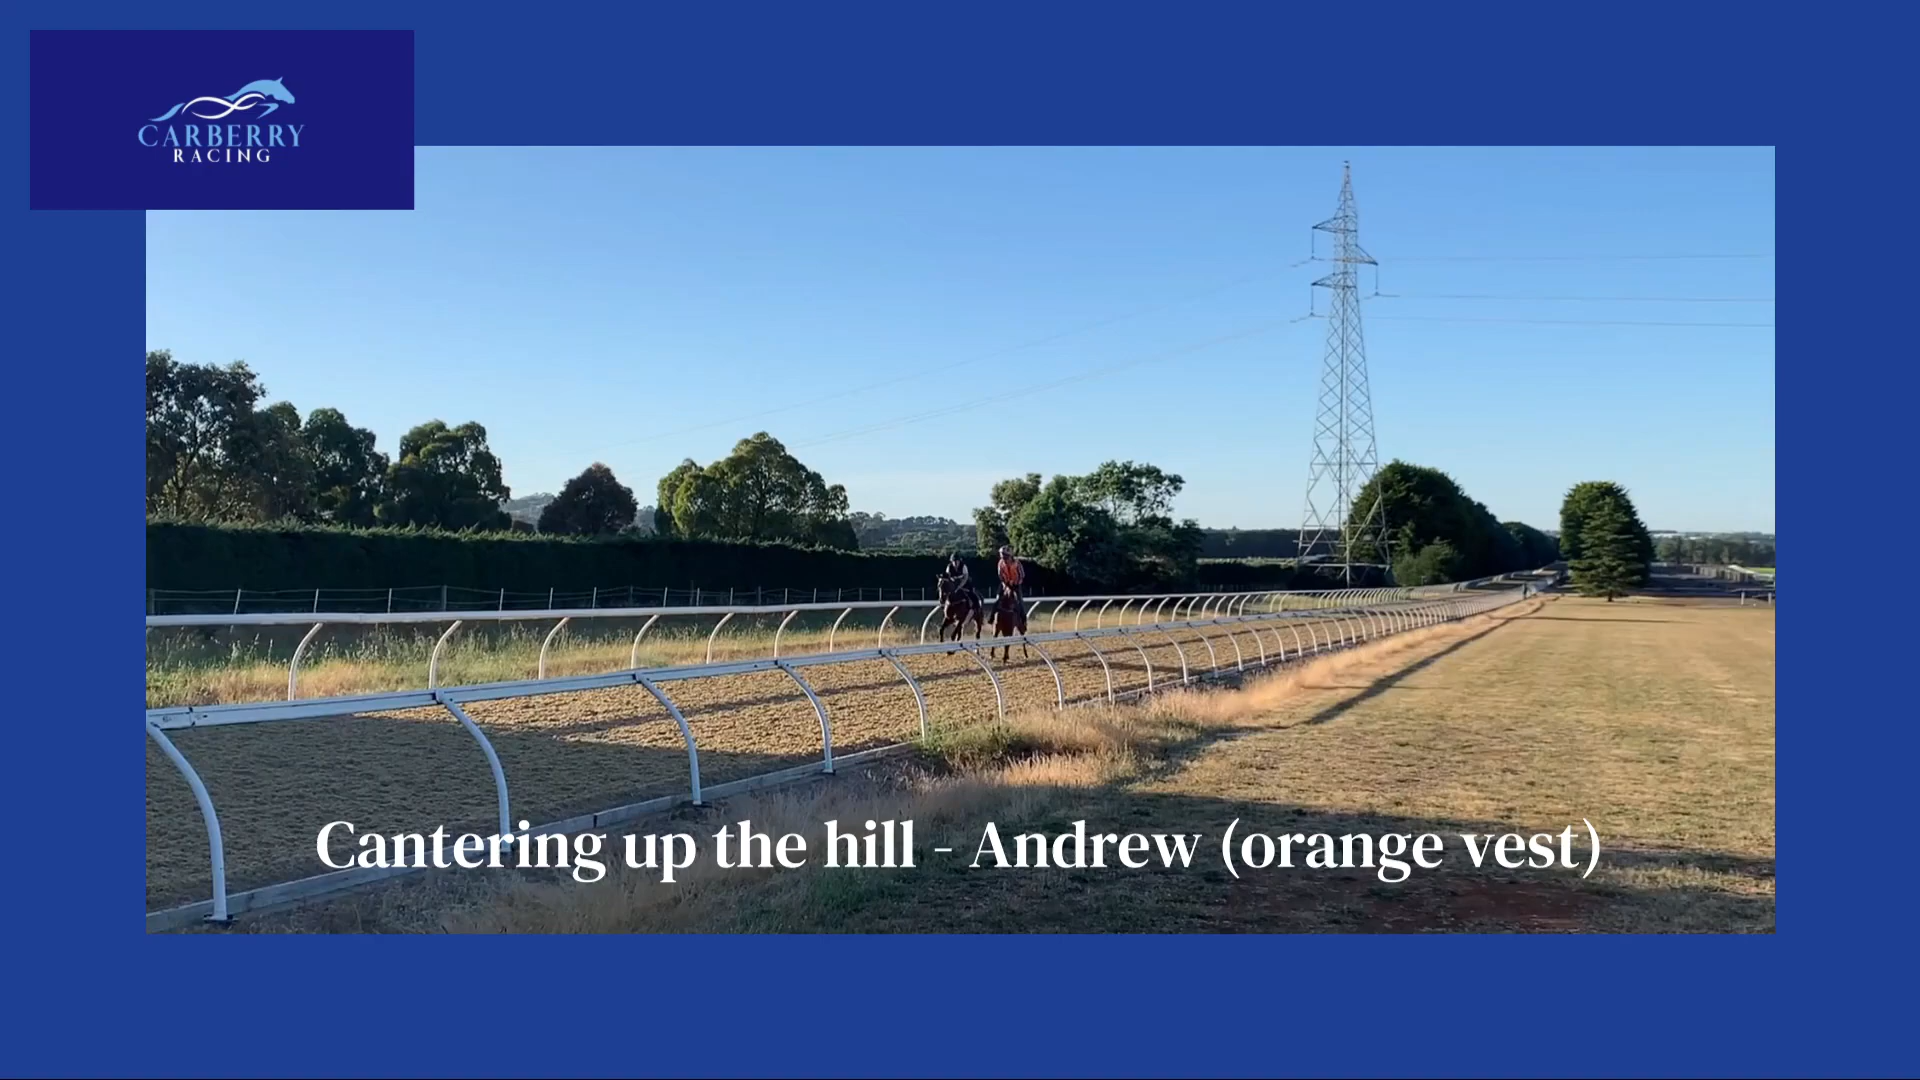 CARBERRY
RACING
Cantering up the hill - Andrew (orange vest)